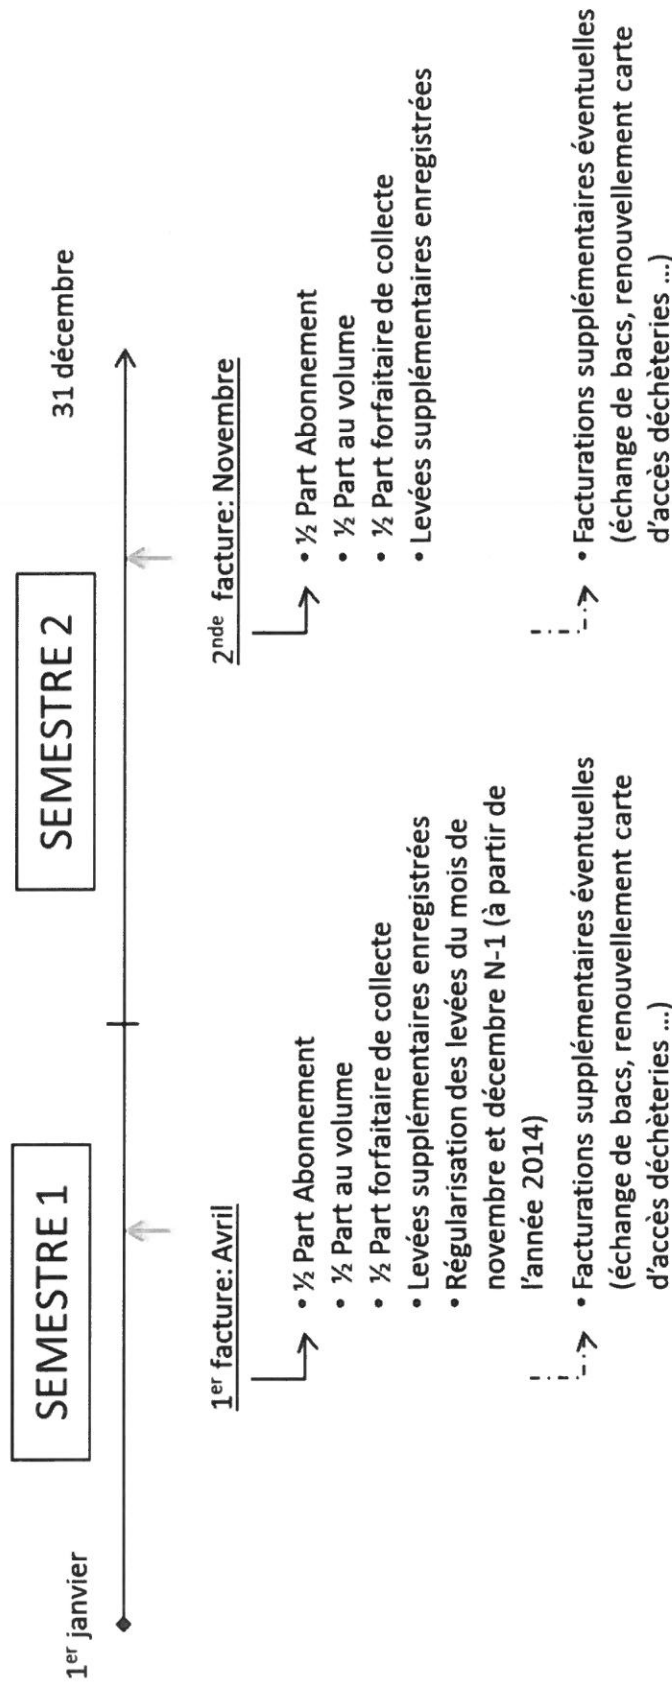 1er janvier
31 décembre
SEMESTRE 1
SEMESTRE 2
1er facture: Avril
• ½ Part Abonnement
• ½ Part au volume
• ½ Part forfaitaire de collecte
• Levées supplémentaires enregistrées
• Régularisation des levées du mois de
novembre et décembre N-1 (à partir de
l'année 2014)
• Facturations supplémentaires éventuelles
(échange de bacs, renouvellement carte
d'accès déchèteries ...)
2nde facture: Novembre
• ½ Part Abonnement
• ½ Part au volume
• ½ Part forfaitaire de collecte
• Levées supplémentaires enregistrées
• Facturations supplémentaires éventuelles
(échange de bacs, renouvellement carte
d'accès déchèteries ...)